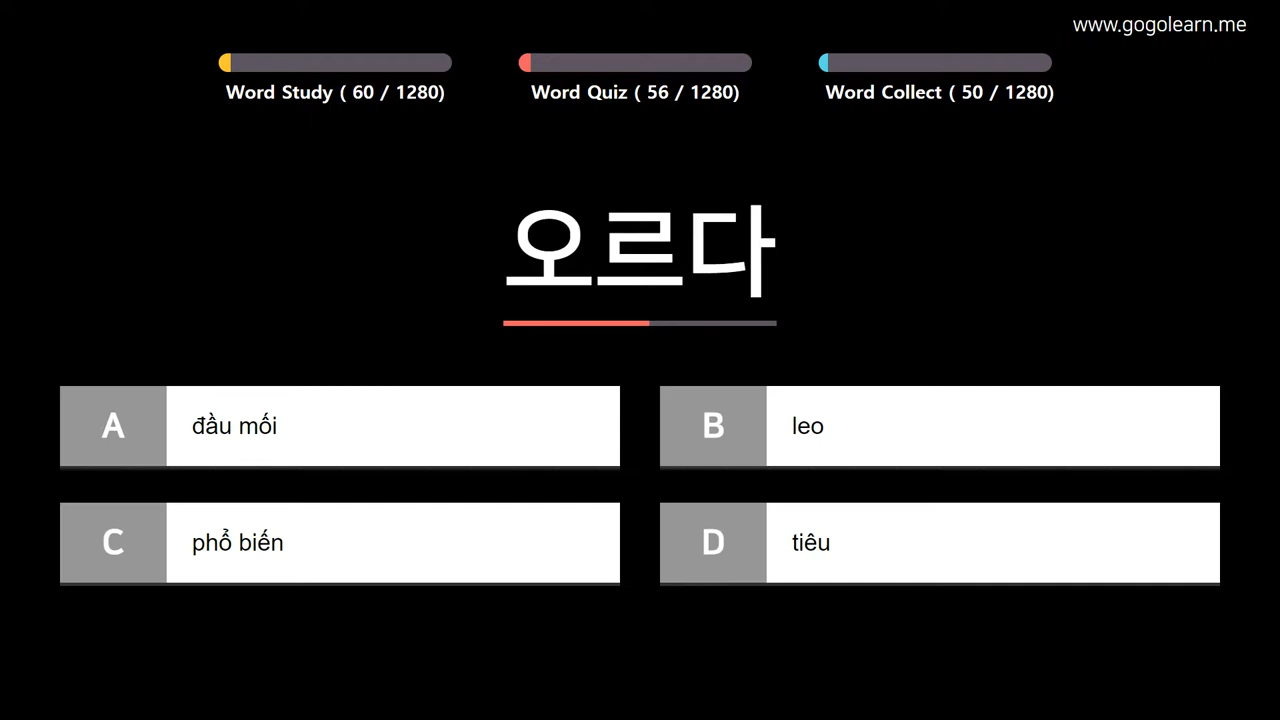 www.gogolearn.me
Word Study ( 60 / 1280)
Word Quiz ( 56 / 1280)
Word Collect ( 50 / 1280)
오르다
A đầu mối
B leo
C phổ biến
D tiêu